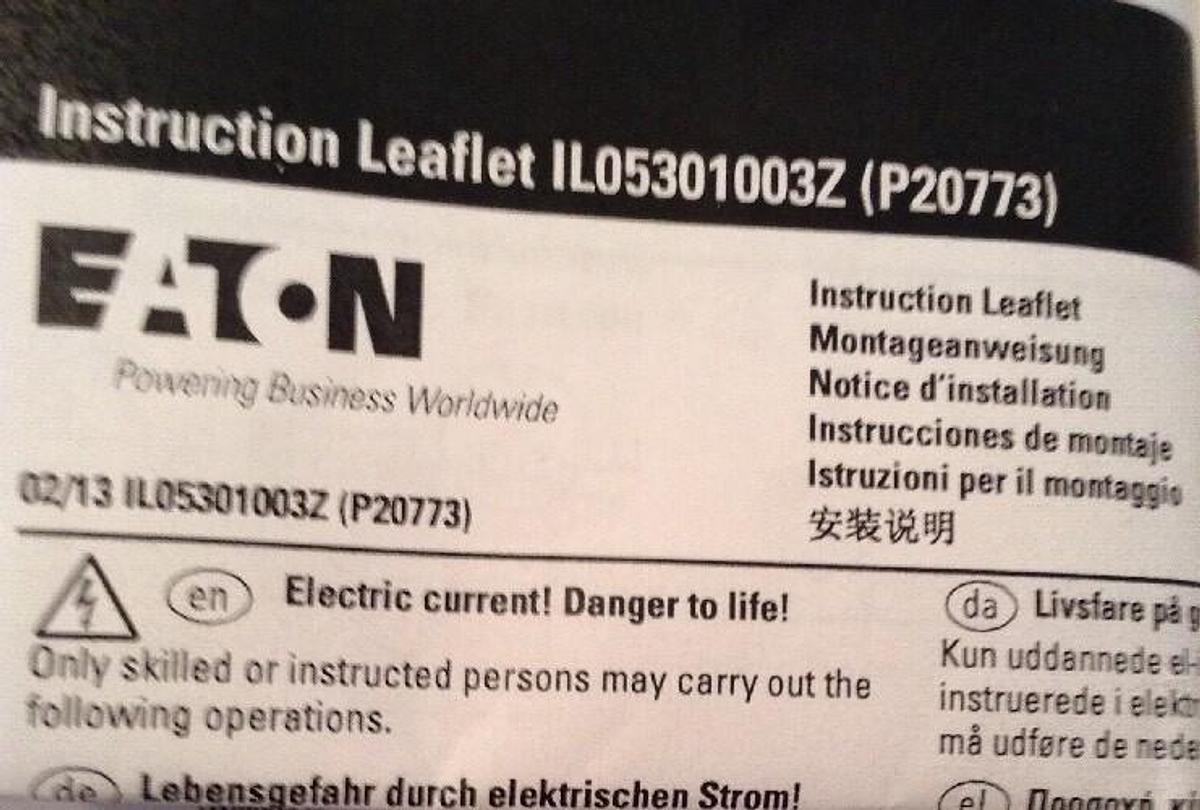 Instruction Leaflet IL05301003Z (P20773)
EATON
Powering Business Worldwide
Instruction Leaflet
Montageanweisung
Notice d'installation
Instrucciones de montaje
Istruzioni per il montaggio
安装说明
02/13 IL05301003Z (P20773)
en Electric current! Danger to life!
Only skilled or instructed persons may carry out the
following operations.
de Lebensgefahr durch elektrischen Strom!
da Livsfare på
Kun uddannede
instruerede i
må udføre de
el